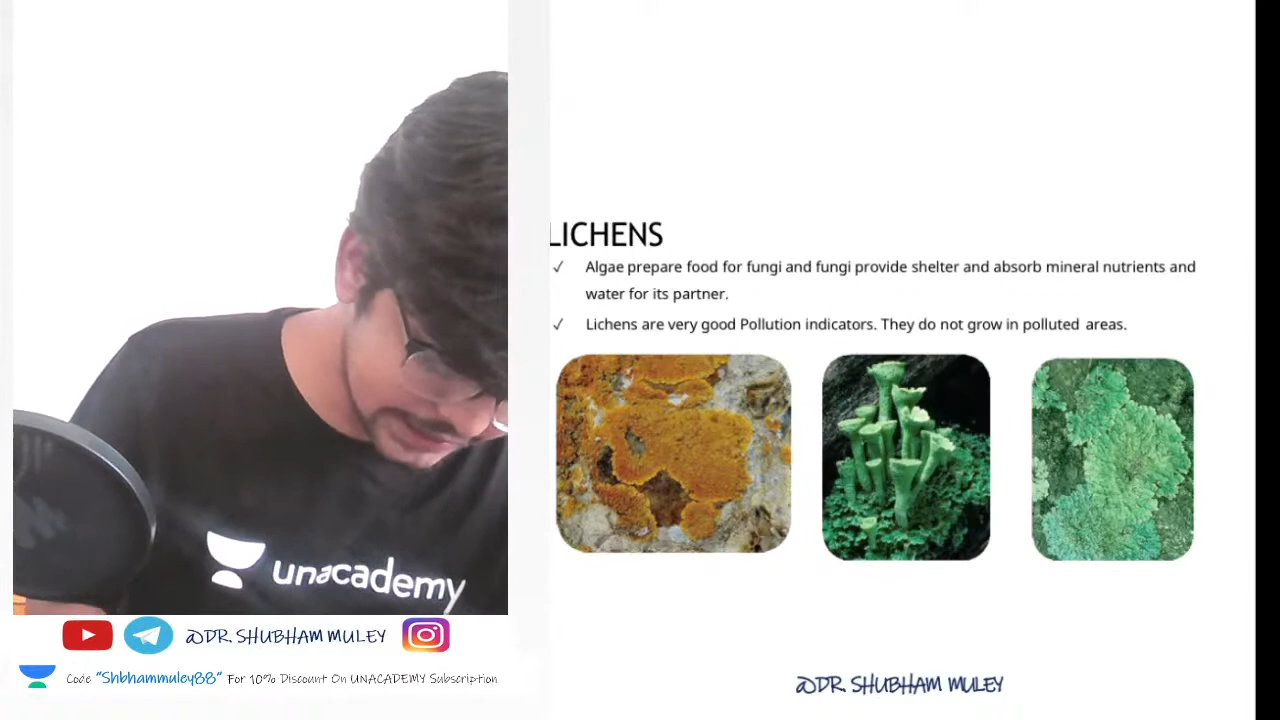 LICHENS
✓ Algae prepare food for fungi and fungi provide shelter and absorb mineral nutrients and
water for its partner.
✓ Lichens are very good Pollution indicators. They do not grow in polluted areas.
unacademy
@DR. SHUBHAM MULEY
Code "Shbhammuley88" For 10% Discount On UNACADEMY Subscription
@DR. SHUBHAM MULEY